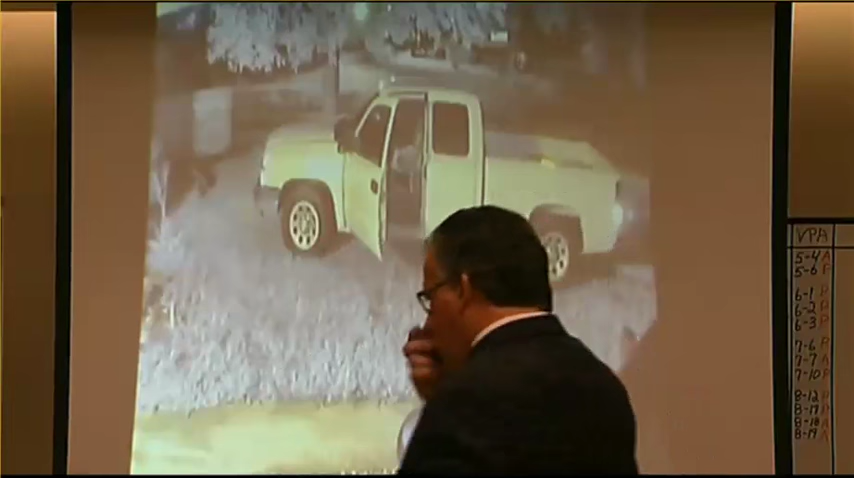 VPA
5-4 A
5-6 P
6-1 P
6-2 P
6-3 P
7-6 P
7-7 A
7-10 P
8-12 P
8-17 P
8-18 A
8-19 A